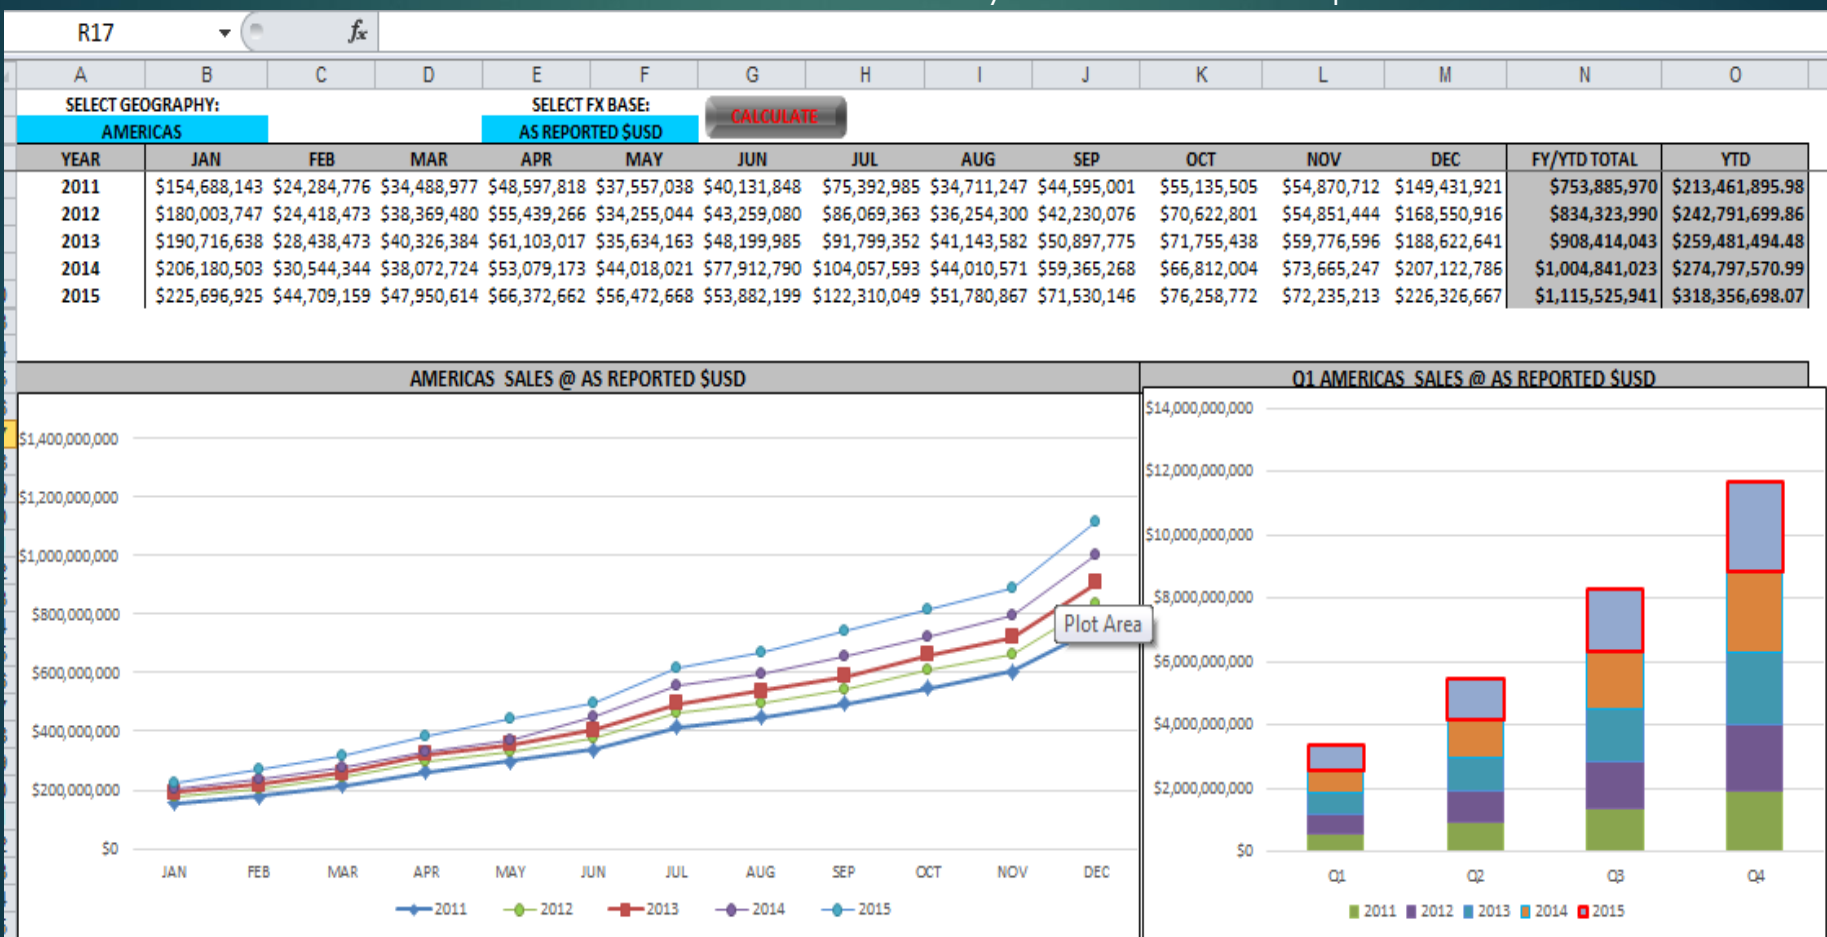 R17 fx
A B C D E F G H I J K L M N O
SELECT GEOGRAPHY: SELECT FX BASE: CALCULATE
AMERICAS AS REPORTED $USD
YEAR JAN FEB MAR APR MAY JUN JUL AUG SEP OCT NOV DEC FY/YTD TOTAL YTD
2011 $154,688,143 $24,284,776 $34,488,977 $48,597,818 $37,557,038 $40,131,848 $75,392,985 $34,711,247 $44,595,001 $55,135,505 $54,870,712 $149,431,921 $753,885,970 $213,461,895.98
2012 $180,003,747 $24,418,473 $38,369,480 $55,439,266 $34,255,044 $43,259,080 $86,069,363 $36,254,300 $42,230,076 $70,622,801 $54,851,444 $168,550,916 $834,323,990 $242,791,699.86
2013 $190,716,638 $28,438,473 $40,326,384 $61,103,017 $35,634,163 $48,199,985 $91,799,352 $41,143,582 $50,897,775 $71,755,438 $59,776,596 $188,622,641 $908,414,043 $259,481,494.48
2014 $206,180,503 $30,544,344 $38,072,724 $53,079,173 $44,018,021 $77,912,790 $104,057,593 $44,010,571 $59,365,268 $66,812,004 $73,665,247 $207,122,786 $1,004,841,023 $274,797,570.99
2015 $225,696,925 $44,709,159 $47,950,614 $66,372,662 $56,472,668 $53,882,199 $122,310,049 $51,780,867 $71,530,146 $76,258,772 $72,235,213 $226,326,667 $1,115,525,941 $318,356,698.07
AMERICAS SALES @ AS REPORTED $USD
$1,400,000,000
$1,200,000,000
$1,000,000,000
$800,000,000
Plot Area
$600,000,000
$400,000,000
$200,000,000
$0
JAN FEB MAR APR MAY JUN JUL AUG SEP OCT NOV DEC
2011 2012 2013 2014 2015
Q1 AMERICAS SALES @ AS REPORTED $USD
$14,000,000,000
$12,000,000,000
$10,000,000,000
$8,000,000,000
$6,000,000,000
$4,000,000,000
$2,000,000,000
$0
Q1 Q2 Q3 Q4
2011 2012 2013 2014 2015